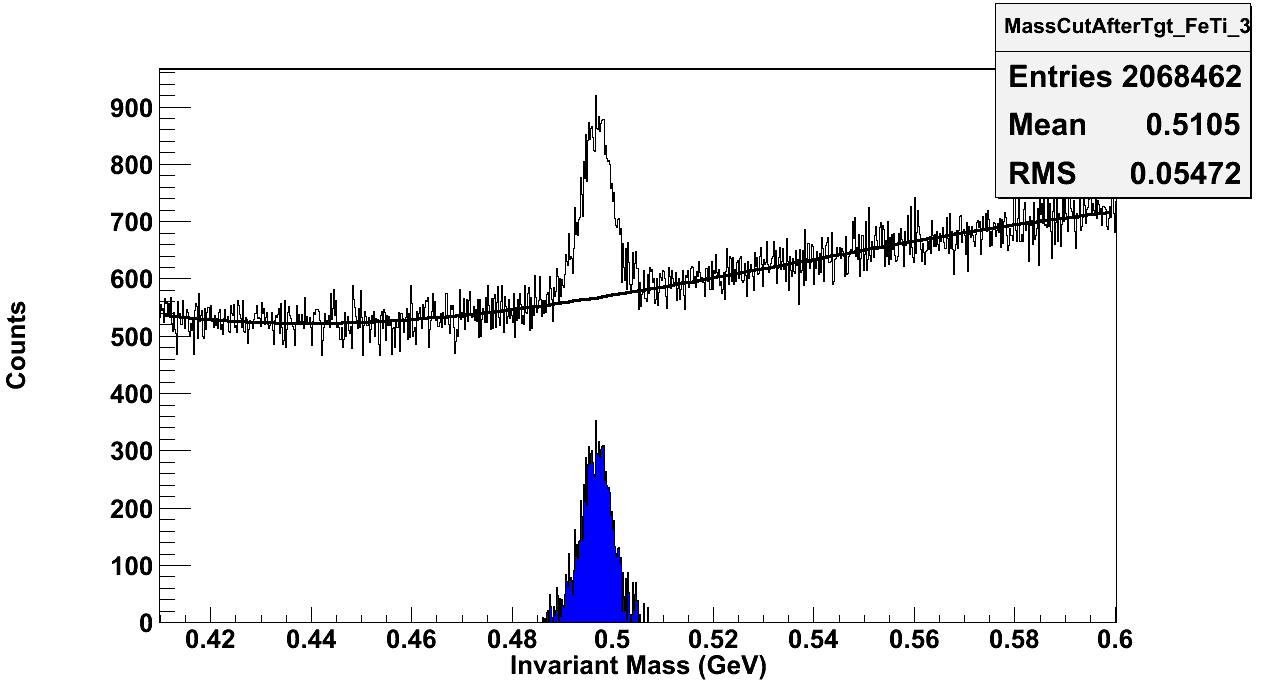 MassCutAfterTgt_FeTi_3
Entries 2068462
Mean 0.5105
RMS 0.05472
Counts
900
800
700
600
500
400
300
200
100
0
0.42 0.44 0.46 0.48 0.5 0.52 0.54 0.56 0.58 0.6
Invariant Mass (GeV)